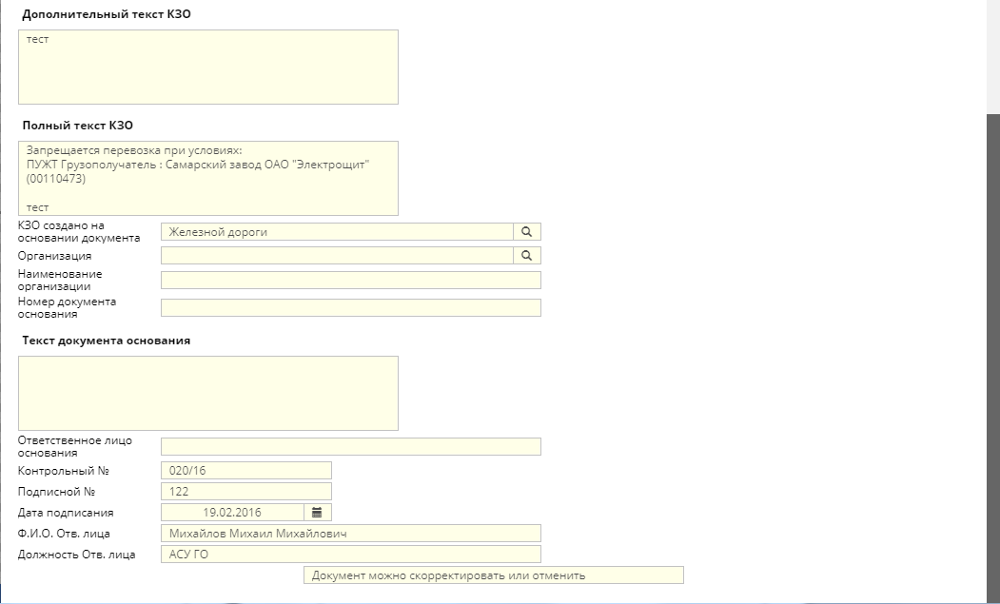 Дополнительный текст КЗО
тест
Полный текст КЗО
Запрещается перевозка при условиях:
ПУЖТ Грузополучатель : Самарский завод ОАО "Электрощит"
(00110473)
тест
КЗО создано на
основании документа
Железной дороги
Организация
Наименование
организации
Номер документа
основания
Текст документа основания
Ответственное лицо
основания
Контрольный №
020/16
Подписной №
122
Дата подписания
19.02.2016
Ф.И.О. Отв. лица
Михайлов Михаил Михайлович
Должность Отв. лица
АСУ ГО
Документ можно скорректировать или отменить